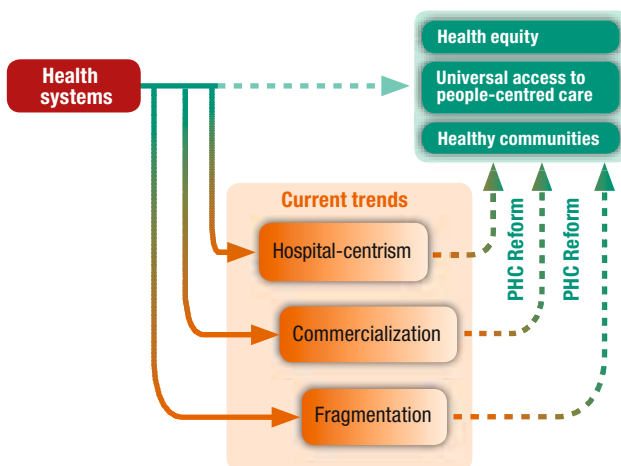 Health
systems
Health equity
Universal access to
people-centred care
Healthy communities
Current trends
Hospital-centrism
Commercialization
Fragmentation
PHC Reform
PHC Reform